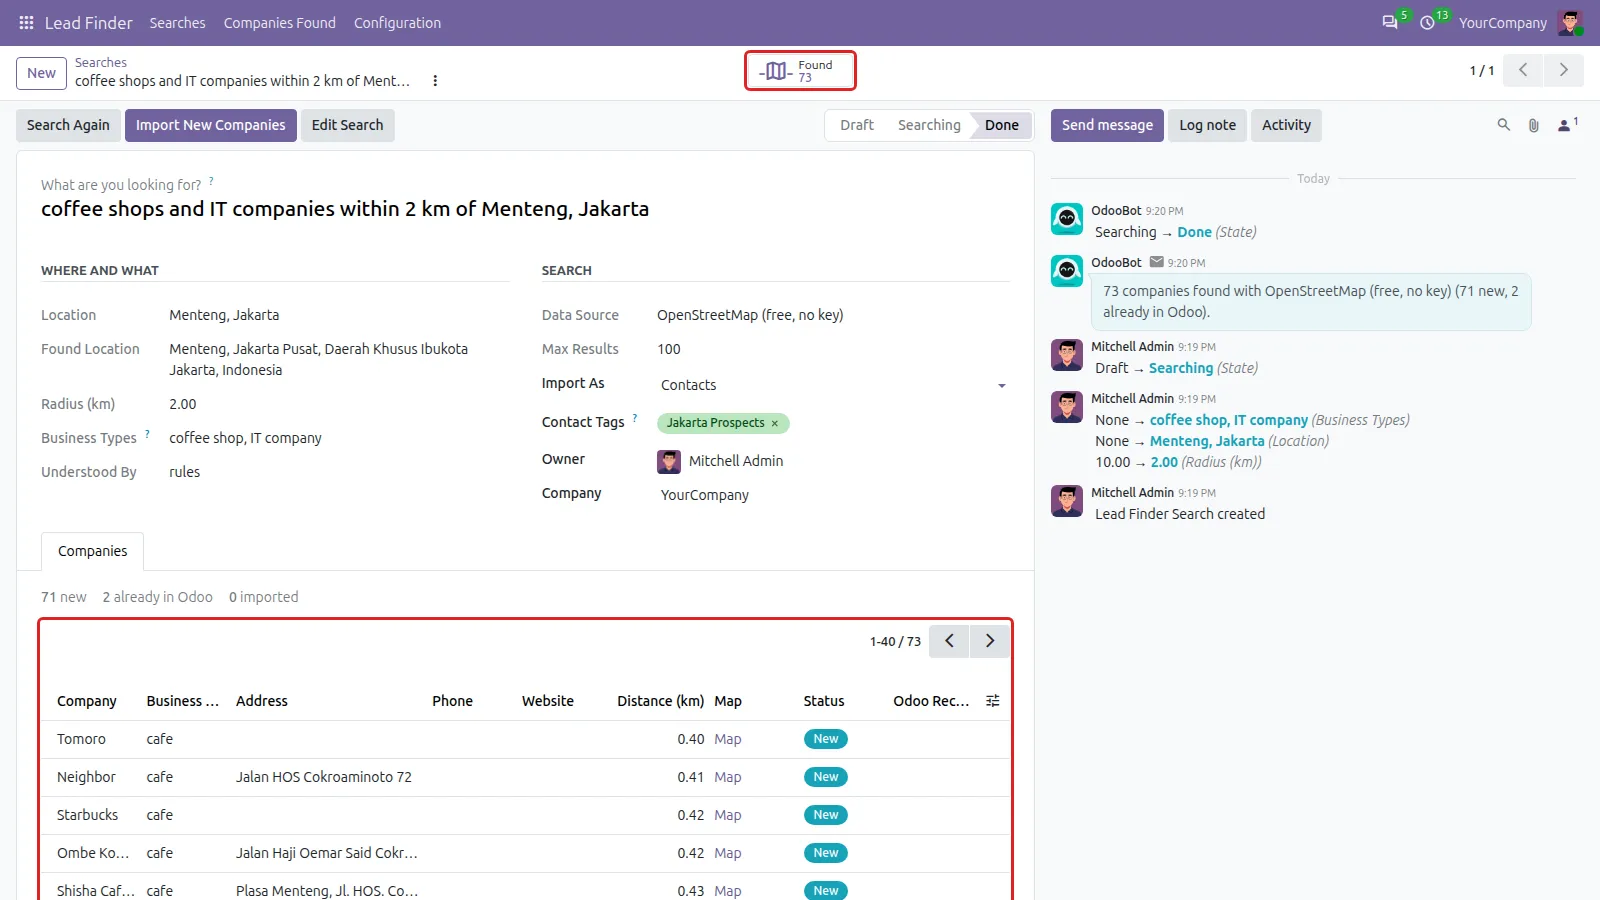 Lead Finder Searches Companies Found Configuration 5 13 YourCompany
New Searches
coffee shops and IT companies within 2 km of Ment...
Found
73
1 / 1
Search Again Import New Companies Edit Search Draft Searching Done Send message Log note Activity 1
What are you looking for? ?
coffee shops and IT companies within 2 km of Menteng, Jakarta
WHERE AND WHAT
Location Menteng, Jakarta
Found Location Menteng, Jakarta Pusat, Daerah Khusus Ibukota
Jakarta, Indonesia
Radius (km) 2.00
Business Types ? coffee shop, IT company
Understood By rules
SEARCH
Data Source OpenStreetMap (free, no key)
Max Results 100
Import As Contacts
Contact Tags ? Jakarta Prospects ×
Owner Mitchell Admin
Company YourCompany
Companies
71 new 2 already in Odoo 0 imported
1-40 / 73
Company Business ... Address Phone Website Distance (km) Map Status Odoo Rec...
Tomoro cafe 0.40 Map New
Neighbor cafe Jalan HOS Cokroaminoto 72 0.41 Map New
Starbucks cafe 0.42 Map New
Ombe Ko... cafe Jalan Haji Oemar Said Cokr... 0.42 Map New
Shisha Caf... cafe Plasa Menteng, Jl. HOS. Co... 0.43 Map New
Today
OdooBot 9:20 PM
Searching → Done (State)
OdooBot 9:20 PM
73 companies found with OpenStreetMap (free, no key) (71 new, 2
already in Odoo).
Mitchell Admin 9:19 PM
Draft → Searching (State)
Mitchell Admin 9:19 PM
None → coffee shop, IT company (Business Types)
None → Menteng, Jakarta (Location)
10.00 → 2.00 (Radius (km))
Mitchell Admin 9:19 PM
Lead Finder Search created